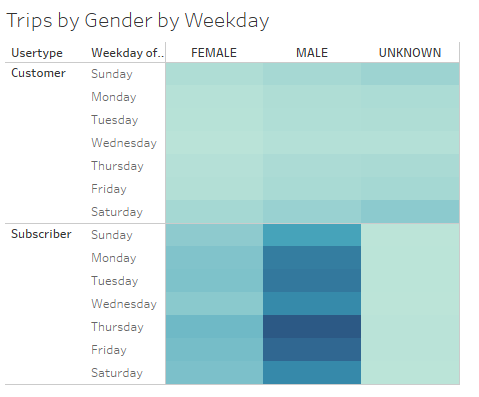 Trips by Gender by Weekday
Usertype Weekday of.. FEMALE MALE UNKNOWN
Customer Sunday
Monday
Tuesday
Wednesday
Thursday
Friday
Saturday
Subscriber Sunday
Monday
Tuesday
Wednesday
Thursday
Friday
Saturday